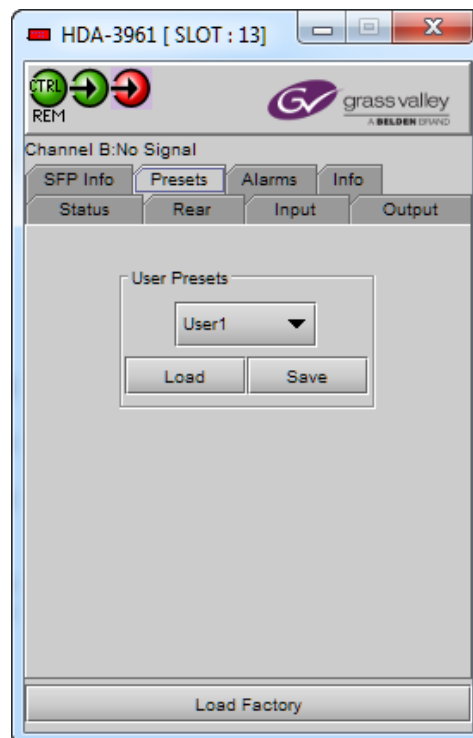 HDA-3961 [ SLOT : 13]
CTRL
REM
GV grass valley
A BELDEN BRAND
Channel B:No Signal
SFP Info Presets Alarms Info
Status Rear Input Output
User Presets
User1
Load Save
Load Factory